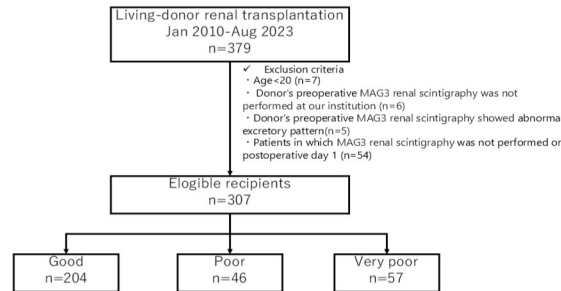 Living-donor renal transplantation
Jan 2010-Aug 2023
n=379
✓ Exclusion criteria
・Age<20 (n=7)
・ Donor's preoperative MAG3 renal scintigraphy was not
performed at our institution (n=6)
・Donor's preoperative MAG3 renal scintigraphy showed abnorma
excretory pattern(n=5)
・Patients in which MAG3 renal scintigraphy was not performed or
postoperative day 1 (n=54)
Elogible recipients
n=307
Good
n=204
Poor
n=46
Very poor
n=57